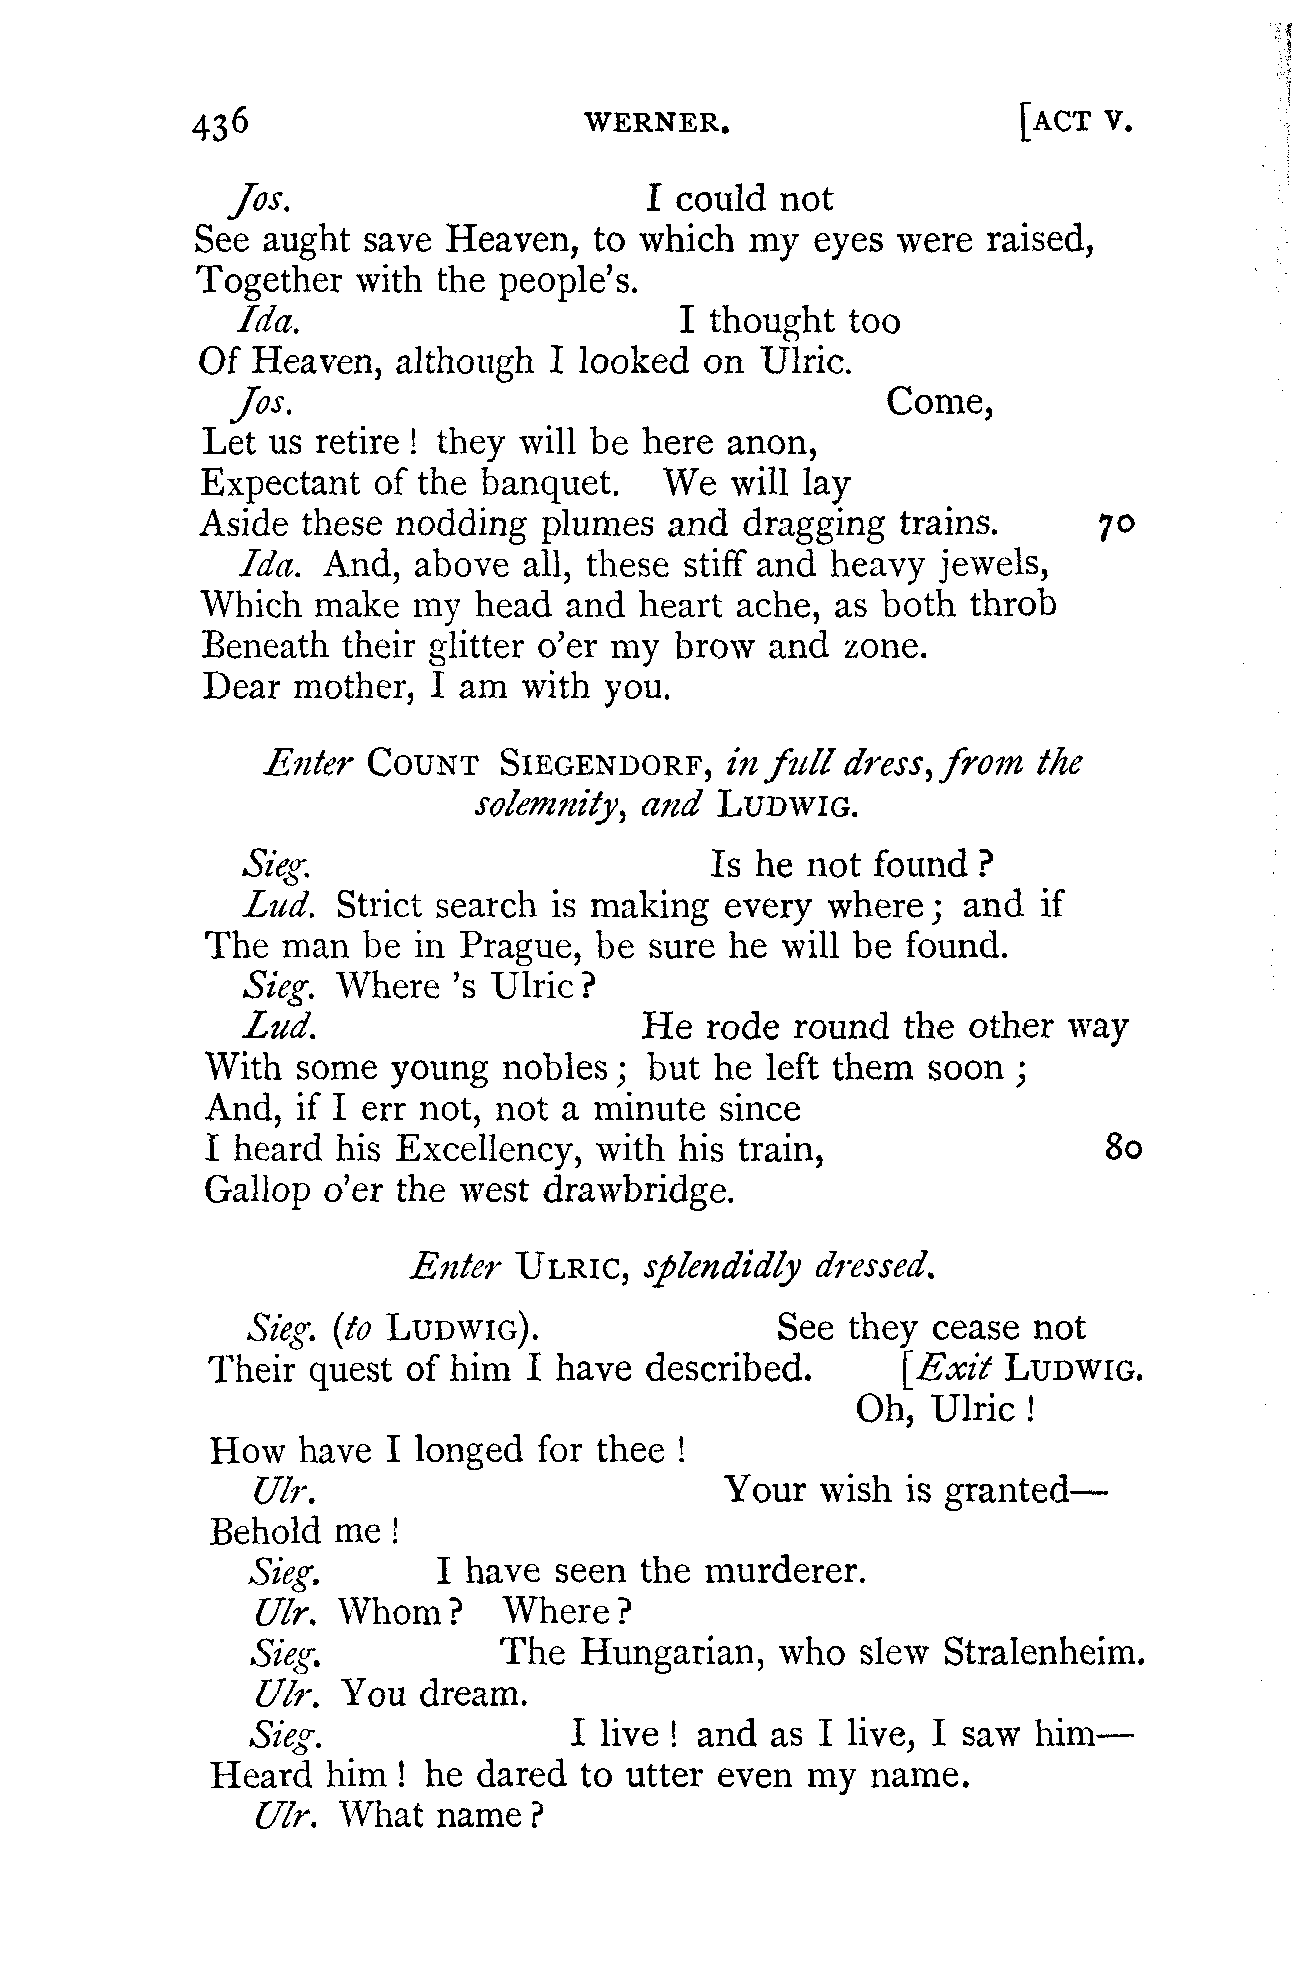 436 WERNER. [ACT V.
Jos. I could not
See aught save Heaven, to which my eyes were raised,
Together with the people's.
Ida. I thought too
Of Heaven, although I looked on Ulric.
Jos. Come,
Let us retire! they will be here anon,
Expectant of the banquet. We will lay
Aside these nodding plumes and dragging trains. 70
Ida. And, above all, these stiff and heavy jewels,
Which make my head and heart ache, as both throb
Beneath their glitter o'er my brow and zone.
Dear mother, I am with you.
Enter COUNT SIEGENDORF, in full dress, from the
solemnity, and LUDWIG.
Sieg. Is he not found?
Lud. Strict search is making every where; and if
The man be in Prague, be sure he will be found.
Sieg. Where 's Ulric?
Lud. He rode round the other way
With some young nobles; but he left them soon;
And, if I err not, not a minute since
I heard his Excellency, with his train, 80
Gallop o'er the west drawbridge.
Enter ULRIC, splendidly dressed.
Sieg. (to LUDWIG). See they cease not
Their quest of him I have described. [Exit LUDWIG.
Oh, Ulric!
How have I longed for thee!
Ulr. Your wish is granted—
Behold me!
Sieg. I have seen the murderer.
Ulr. Whom? Where?
Sieg. The Hungarian, who slew Stralenheim.
Ulr. You dream.
Sieg. I live! and as I live, I saw him—
Heard him! he dared to utter even my name.
Ulr. What name?